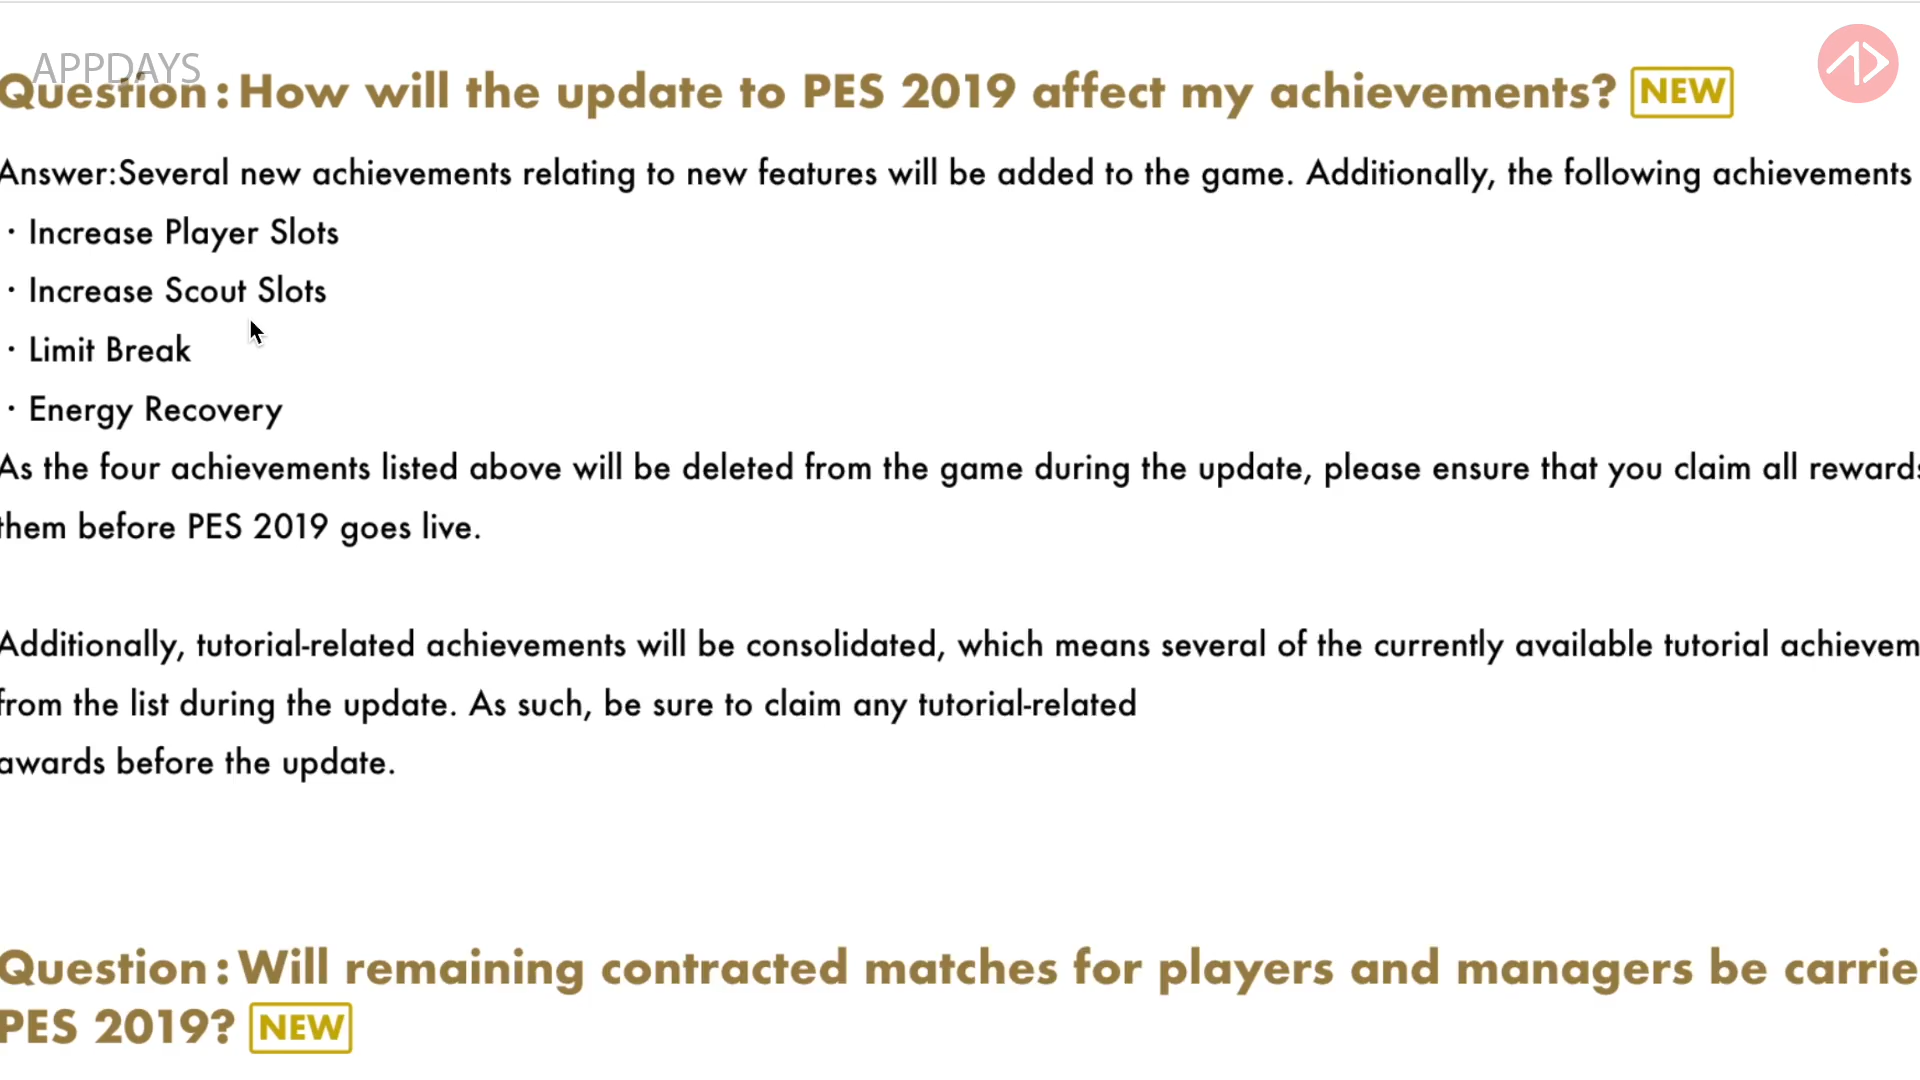 APPDAYS
Question : How will the update to PES 2019 affect my achievements? NEW
Answer:Several new achievements relating to new features will be added to the game. Additionally, the following achievements
・Increase Player Slots
・Increase Scout Slots
・Limit Break
・Energy Recovery
As the four achievements listed above will be deleted from the game during the update, please ensure that you claim all rewards
them before PES 2019 goes live.
Additionally, tutorial-related achievements will be consolidated, which means several of the currently available tutorial achievem
from the list during the update. As such, be sure to claim any tutorial-related
awards before the update.
Question : Will remaining contracted matches for players and managers be carrie
PES 2019? NEW